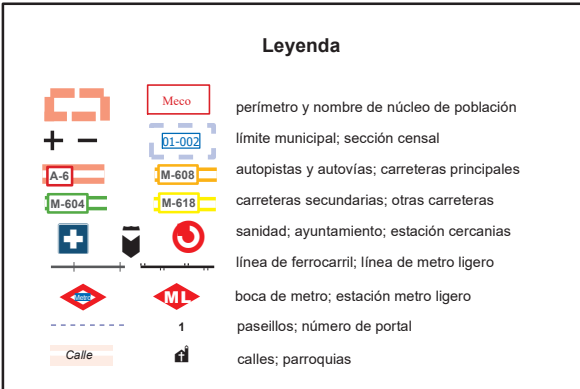 Leyenda
Meco
perímetro y nombre de núcleo de población
01-002
límite municipal; sección censal
A-6 M-608
autopistas y autovías; carreteras principales
M-604 M-618
carreteras secundarias; otras carreteras
sanidad; ayuntamiento; estación cercanias
línea de ferrocarril; línea de metro ligero
Metro ML
boca de metro; estación metro ligero
1
paseillos; número de portal
Calle
calles; parroquias